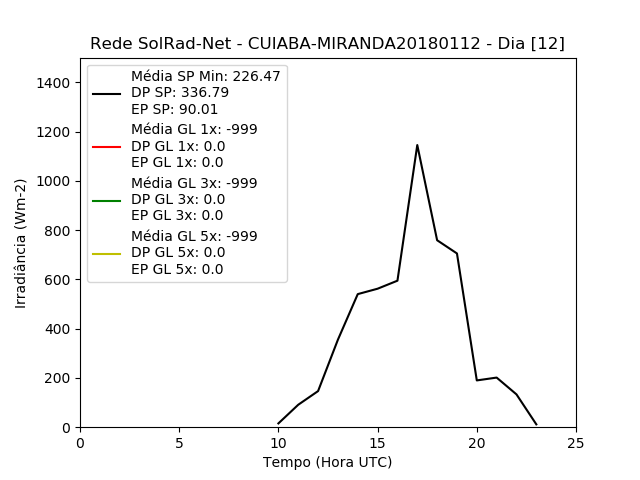 Rede SolRad-Net - CUIABA-MIRANDA20180112 - Dia [12]
Média SP Min: 226.47
DP SP: 336.79
EP SP: 90.01
Média GL 1x: -999
DP GL 1x: 0.0
EP GL 1x: 0.0
Média GL 3x: -999
DP GL 3x: 0.0
EP GL 3x: 0.0
Média GL 5x: -999
DP GL 5x: 0.0
EP GL 5x: 0.0
Irradiância (Wm-2)
1400
1200
1000
800
600
400
200
0
0 5 10 15 20 25
Tempo (Hora UTC)